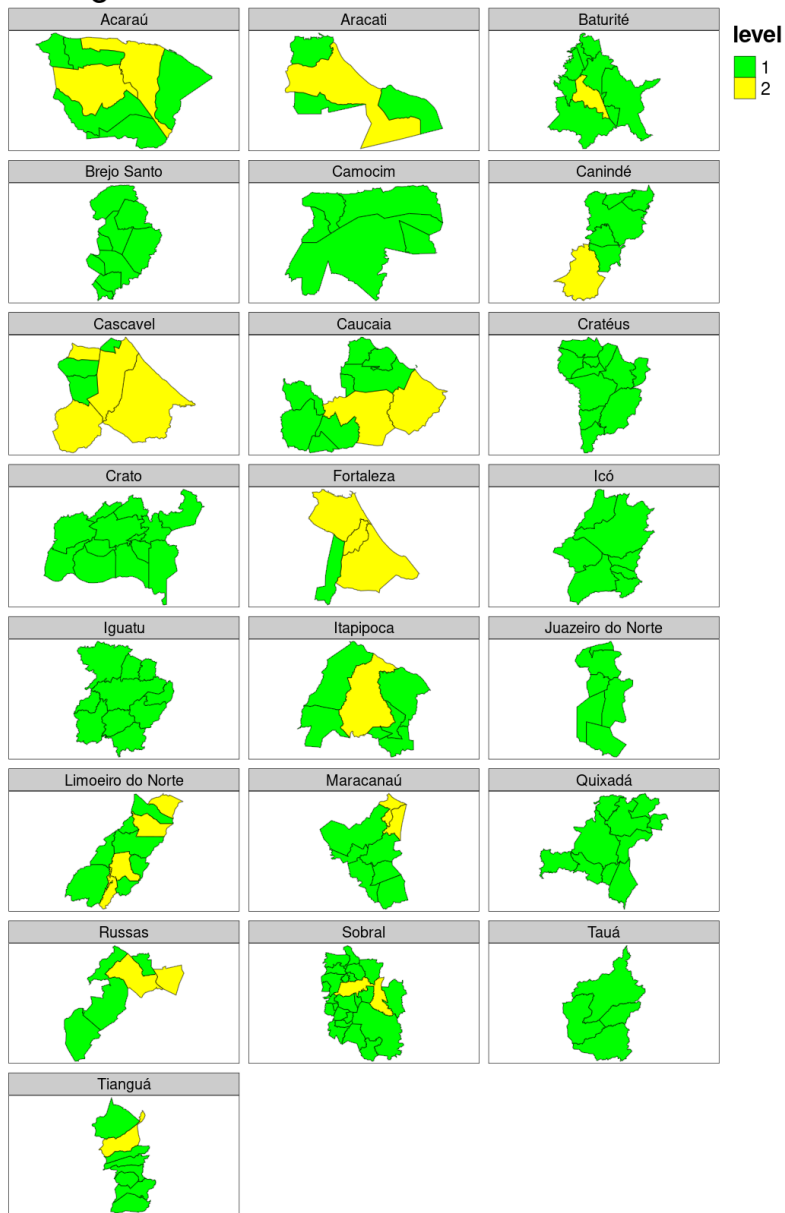 Acaraú
Aracati
Baturité
level
1
2
Brejo Santo
Camocim
Canindé
Cascavel
Caucaia
Cratéus
Crato
Fortaleza
Icó
Iguatu
Itapipoca
Juazeiro do Norte
Limoeiro do Norte
Maracanaú
Quixadá
Russas
Sobral
Tauá
Tianguá